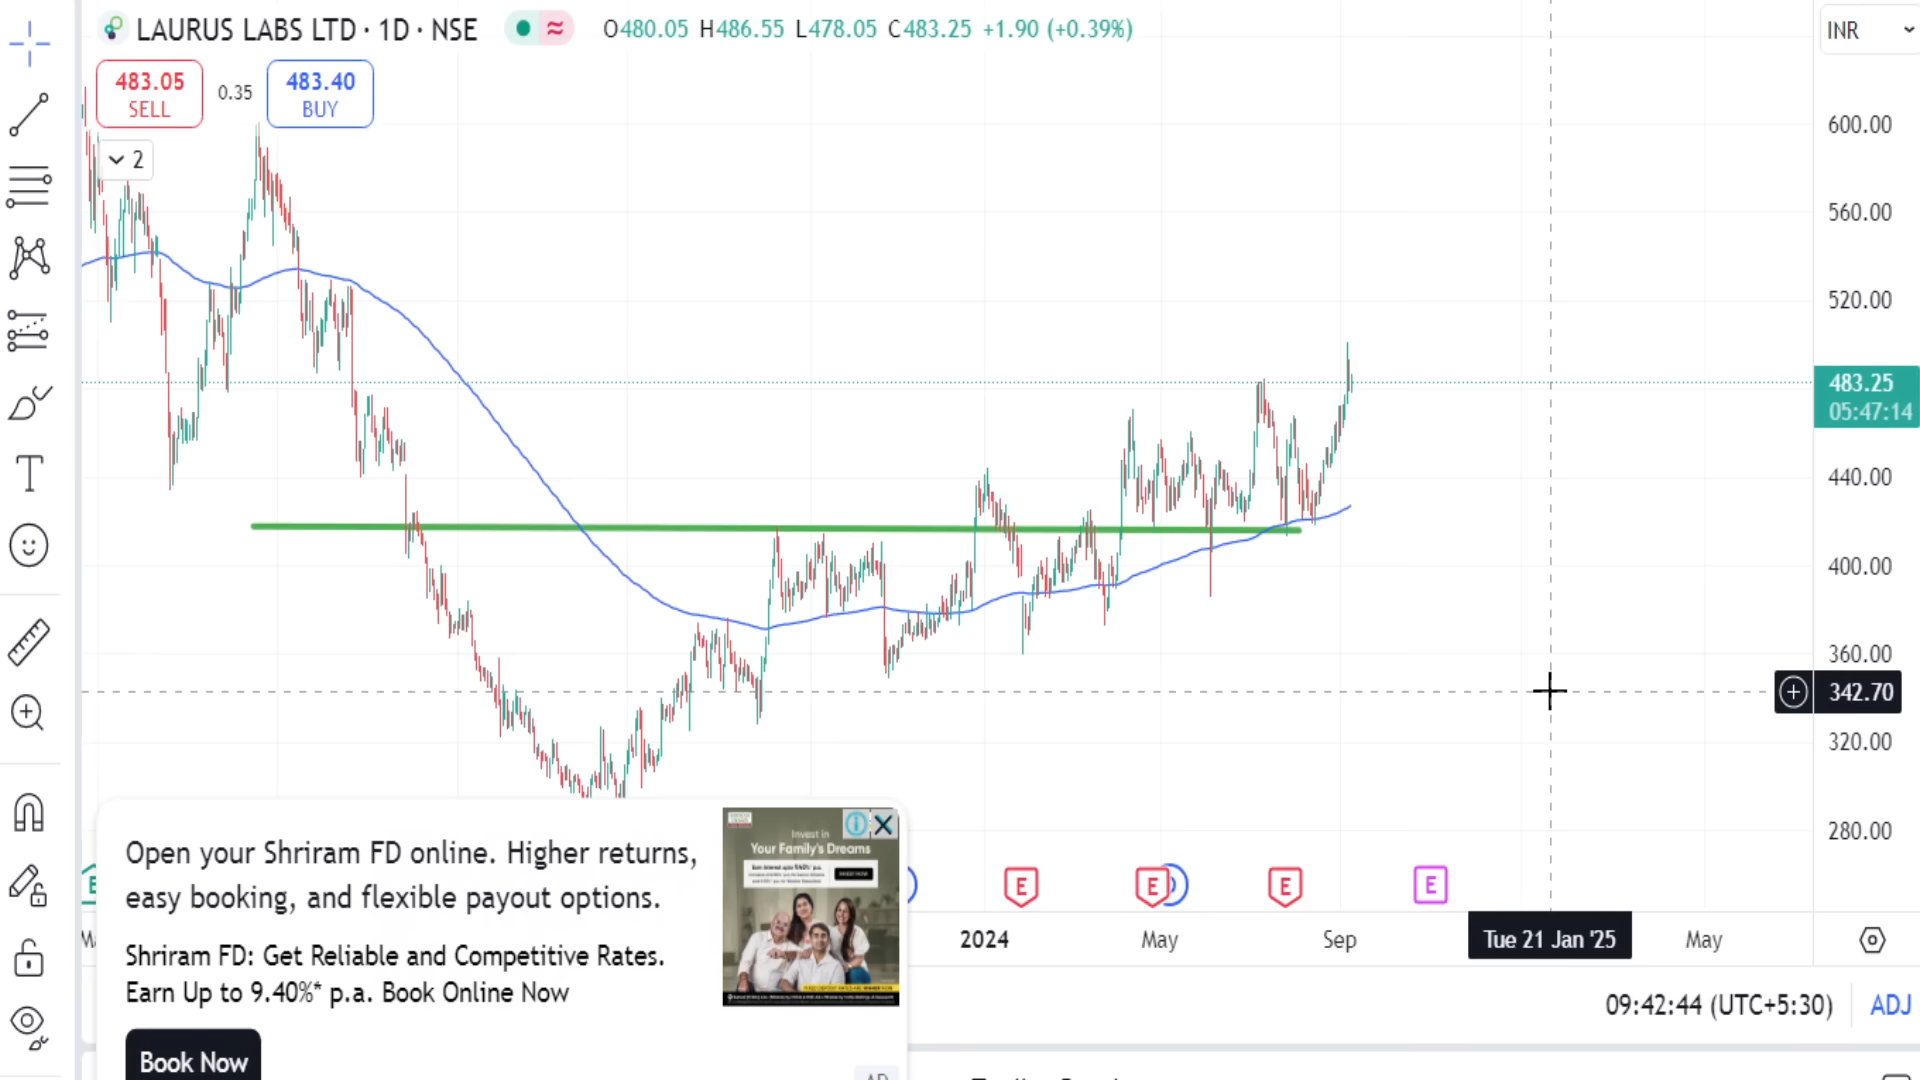 LAURUS LABS LTD · 1D · NSE
O480.05 H486.55 L478.05 C483.25 +1.90 (+0.39%)
INR
483.05
SELL
0.35
483.40
BUY
2
600.00
560.00
520.00
483.25
05:47:14
440.00
400.00
360.00
342.70
320.00
280.00
Open your Shriram FD online. Higher returns,
easy booking, and flexible payout options.
Shriram FD: Get Reliable and Competitive Rates.
Earn Up to 9.40%* p.a. Book Online Now
Book Now
Invest in
Your Family's Dreams
E
E
E
E
2024
May
Sep
Tue 21 Jan '25
May
09:42:44 (UTC+5:30)
ADJ